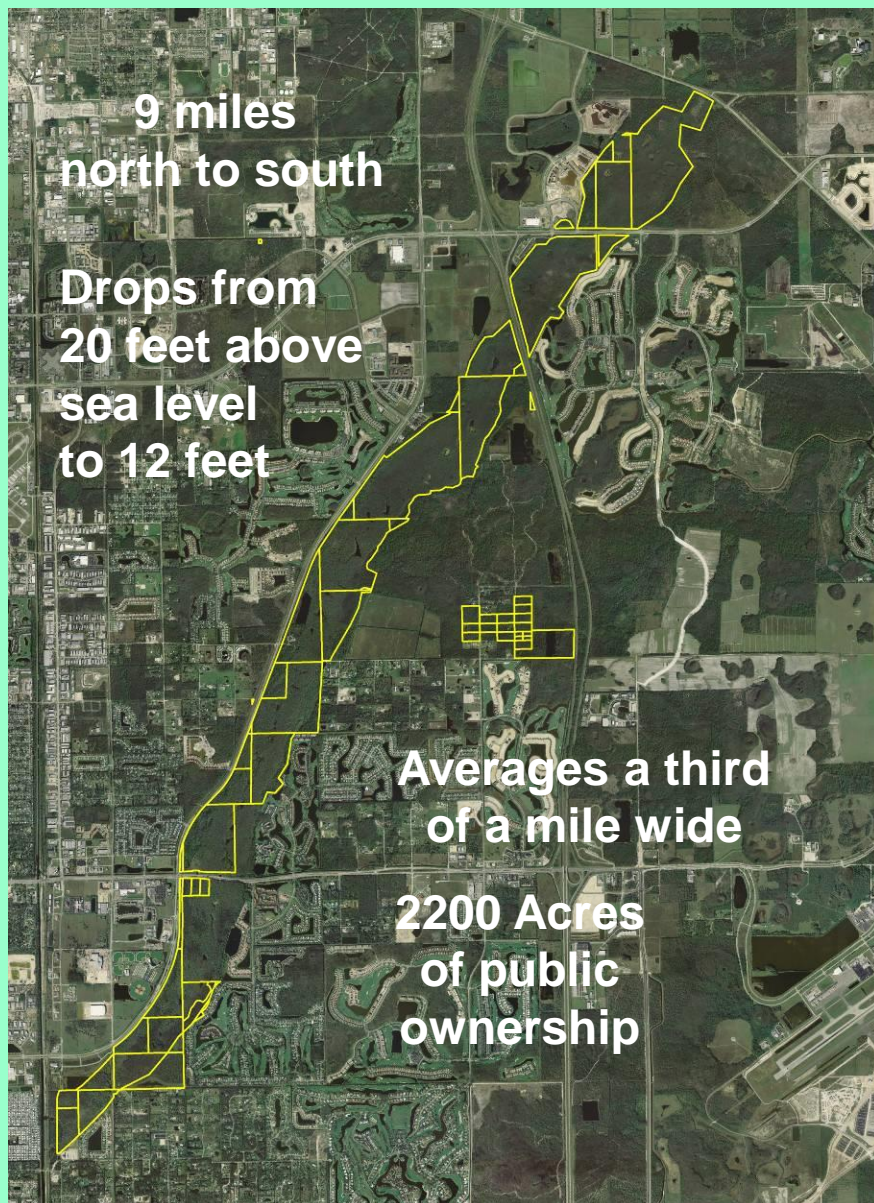 9 miles
north to south
Drops from
20 feet above
sea level
to 12 feet
Averages a third
of a mile wide
2200 Acres
of public
ownership